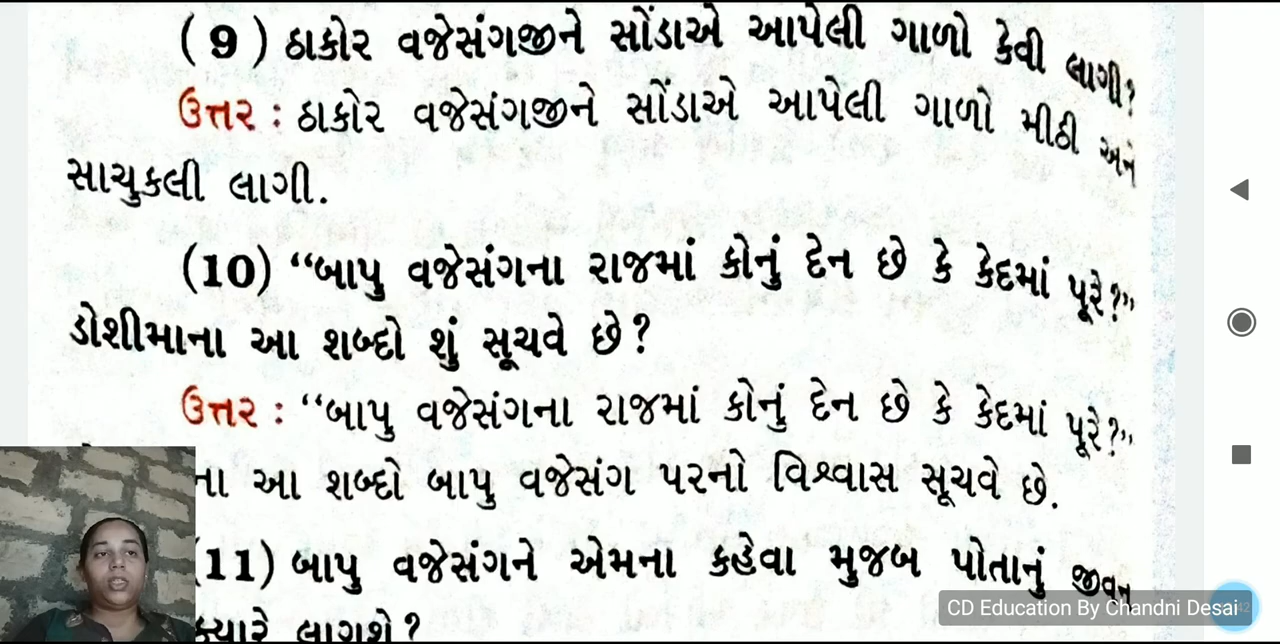 (9) ઠાકોર વજેસંગજીને સોંડાએ આપેલી ગાળો કેવી લાગી?
ઉત્તર : ઠાકોર વજેસંગજીને સોંડાએ આપેલી ગાળો મીઠી અને
સાચુકલી લાગી.
(10) “બાપુ વજેસંગના રાજમાં કોનું દેન છે કે કેદમાં પૂરે?”
ડોશીમાના આ શબ્દો શું સૂચવે છે?
ઉત્તર : “બાપુ વજેસંગના રાજમાં કોનું દેન છે કે કેદમાં પૂરે?”
ના આ શબ્દો બાપુ વજેસંગ પરનો વિશ્વાસ સૂચવે છે.
(11) બાપુ વજેસંગને એમના કહેવા મુજબ પોતાનું જીવન
ક્યારે લાગશે?
CD Education By Chandni Desai